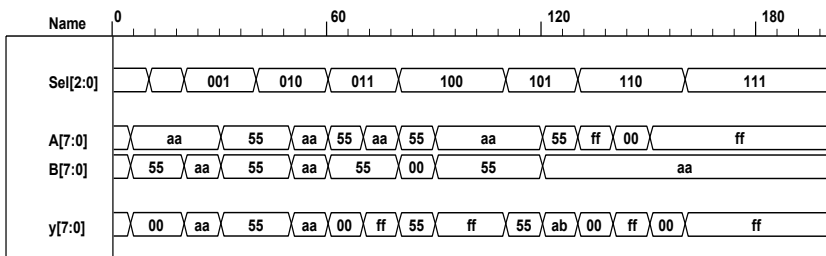 Name 0 60 120 180
Sel[2:0] 001 010 011 100 101 110 111
A[7:0] aa 55 aa 55 aa 55 aa 55 ff 00 ff
B[7:0] 55 aa 55 aa 55 00 55 aa
y[7:0] 00 aa 55 aa 00 ff 55 ff 55 ab 00 ff 00 ff